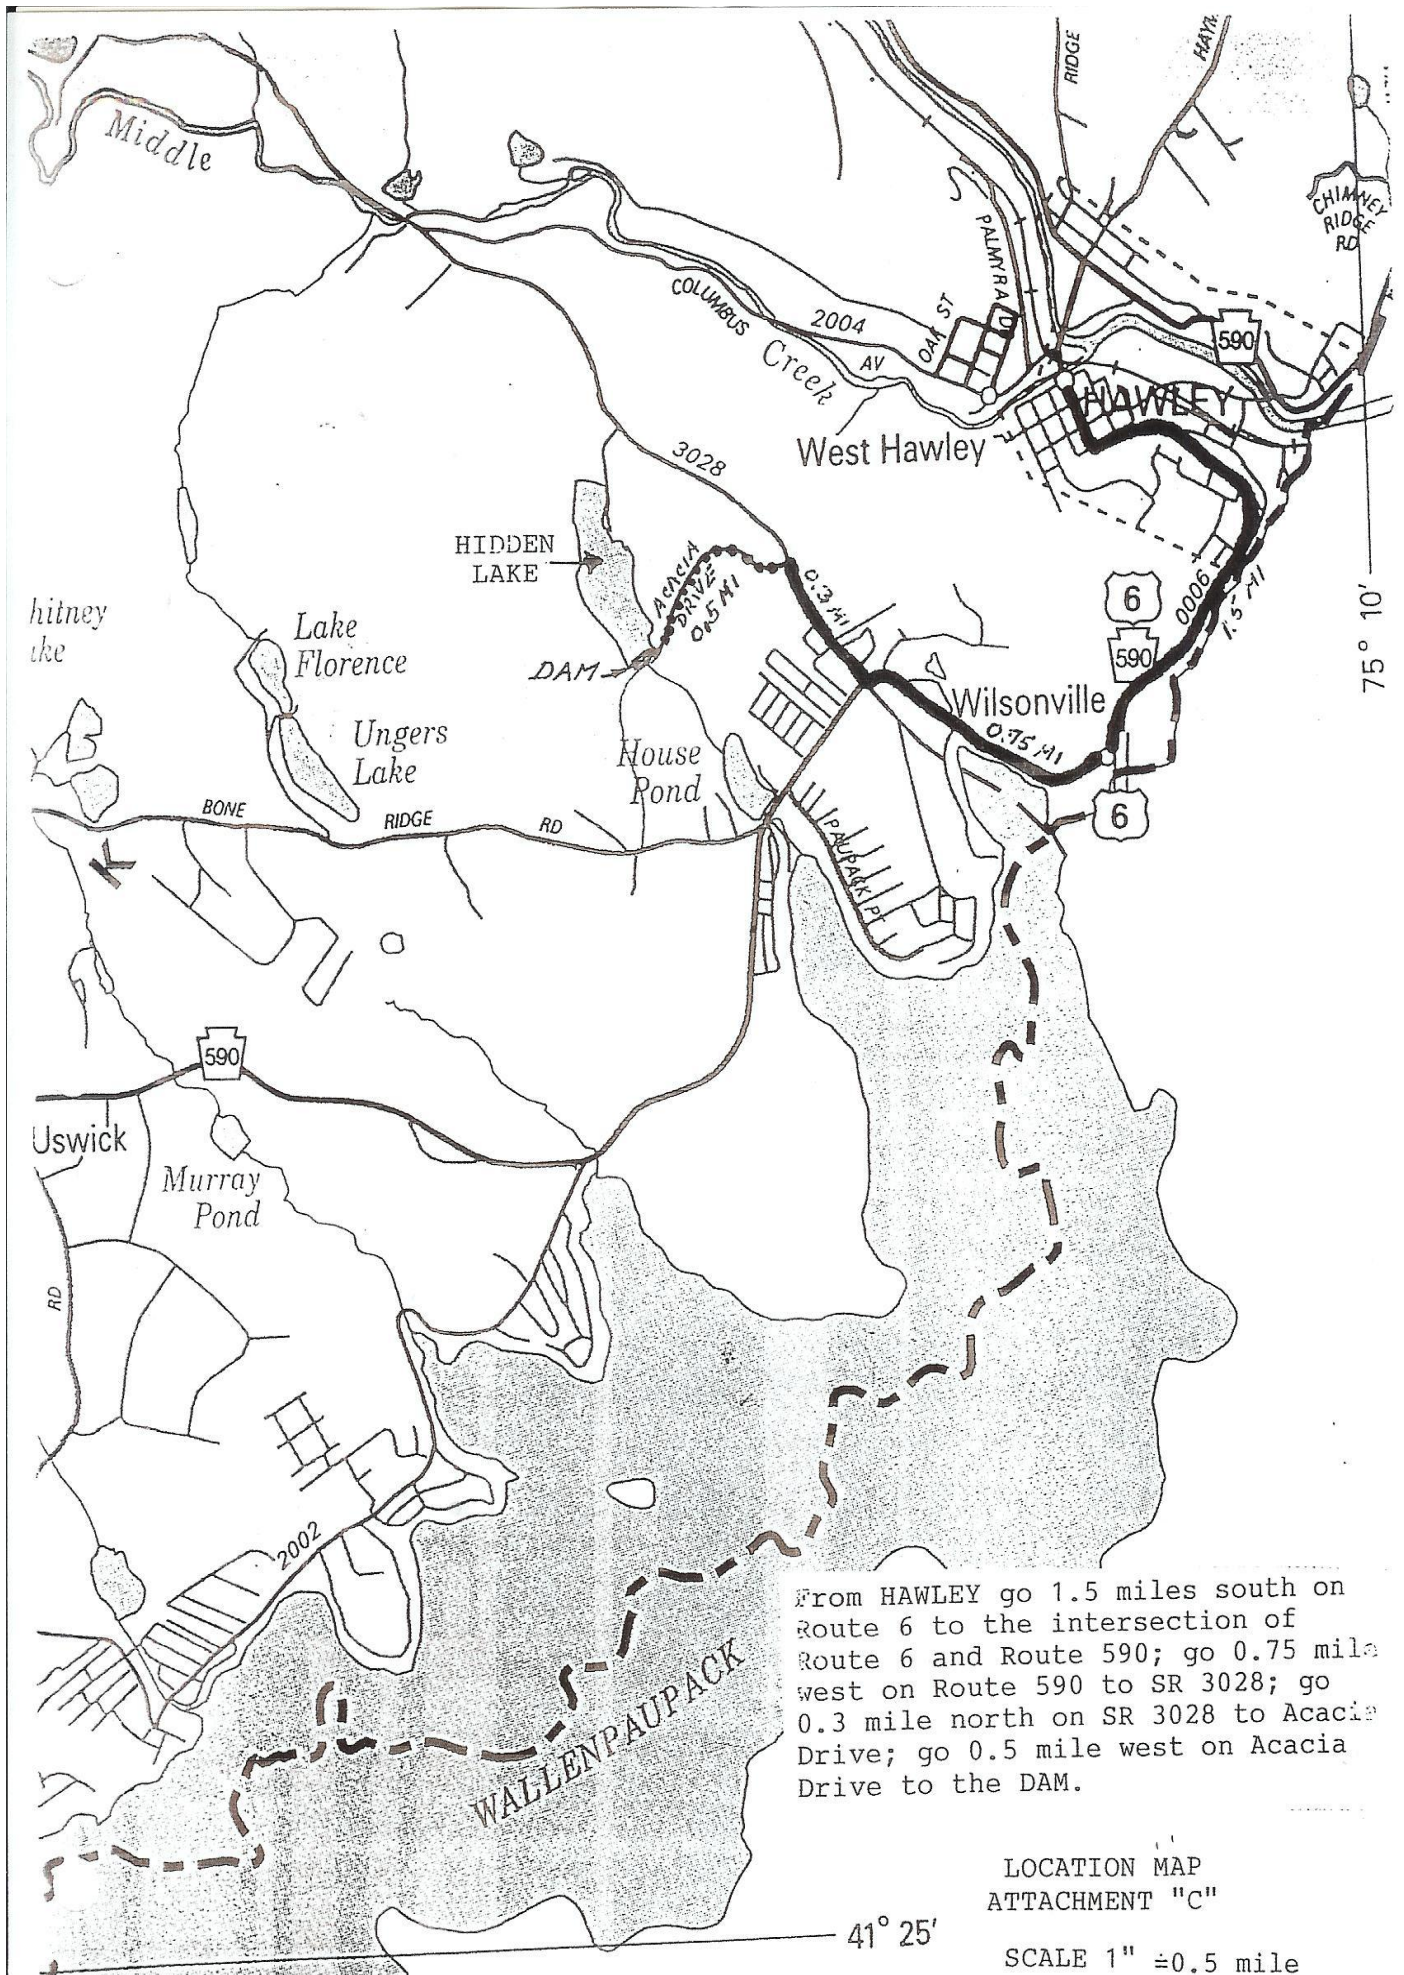 RIDGE
Middle
CHIMNEY
RIDGE
RD
PALMYRA
COLUMBUS
2004
AV
OAK ST
590
Creek
HAWLEY
West Hawley
3028
HIDDEN
LAKE
ACACIA
DRIVE
0.5 MI
0.3 MI
6
0006
1.5 MI
590
75° 10'
hitney
Lake
Florence
DAM
Wilsonville
0.75 MI
Ungers
Lake
House
Pond
6
BONE
RIDGE
RD
PAUPACK PT
K
590
Uswick
Murray
Pond
RD
2002
WALLENPAUPACK
From HAWLEY go 1.5 miles south on
Route 6 to the intersection of
Route 6 and Route 590; go 0.75 mile
west on Route 590 to SR 3028; go
0.3 mile north on SR 3028 to Acacia
Drive; go 0.5 mile west on Acacia
Drive to the DAM.
LOCATION MAP
ATTACHMENT "C"
41° 25'
SCALE 1" ≐0.5 mile